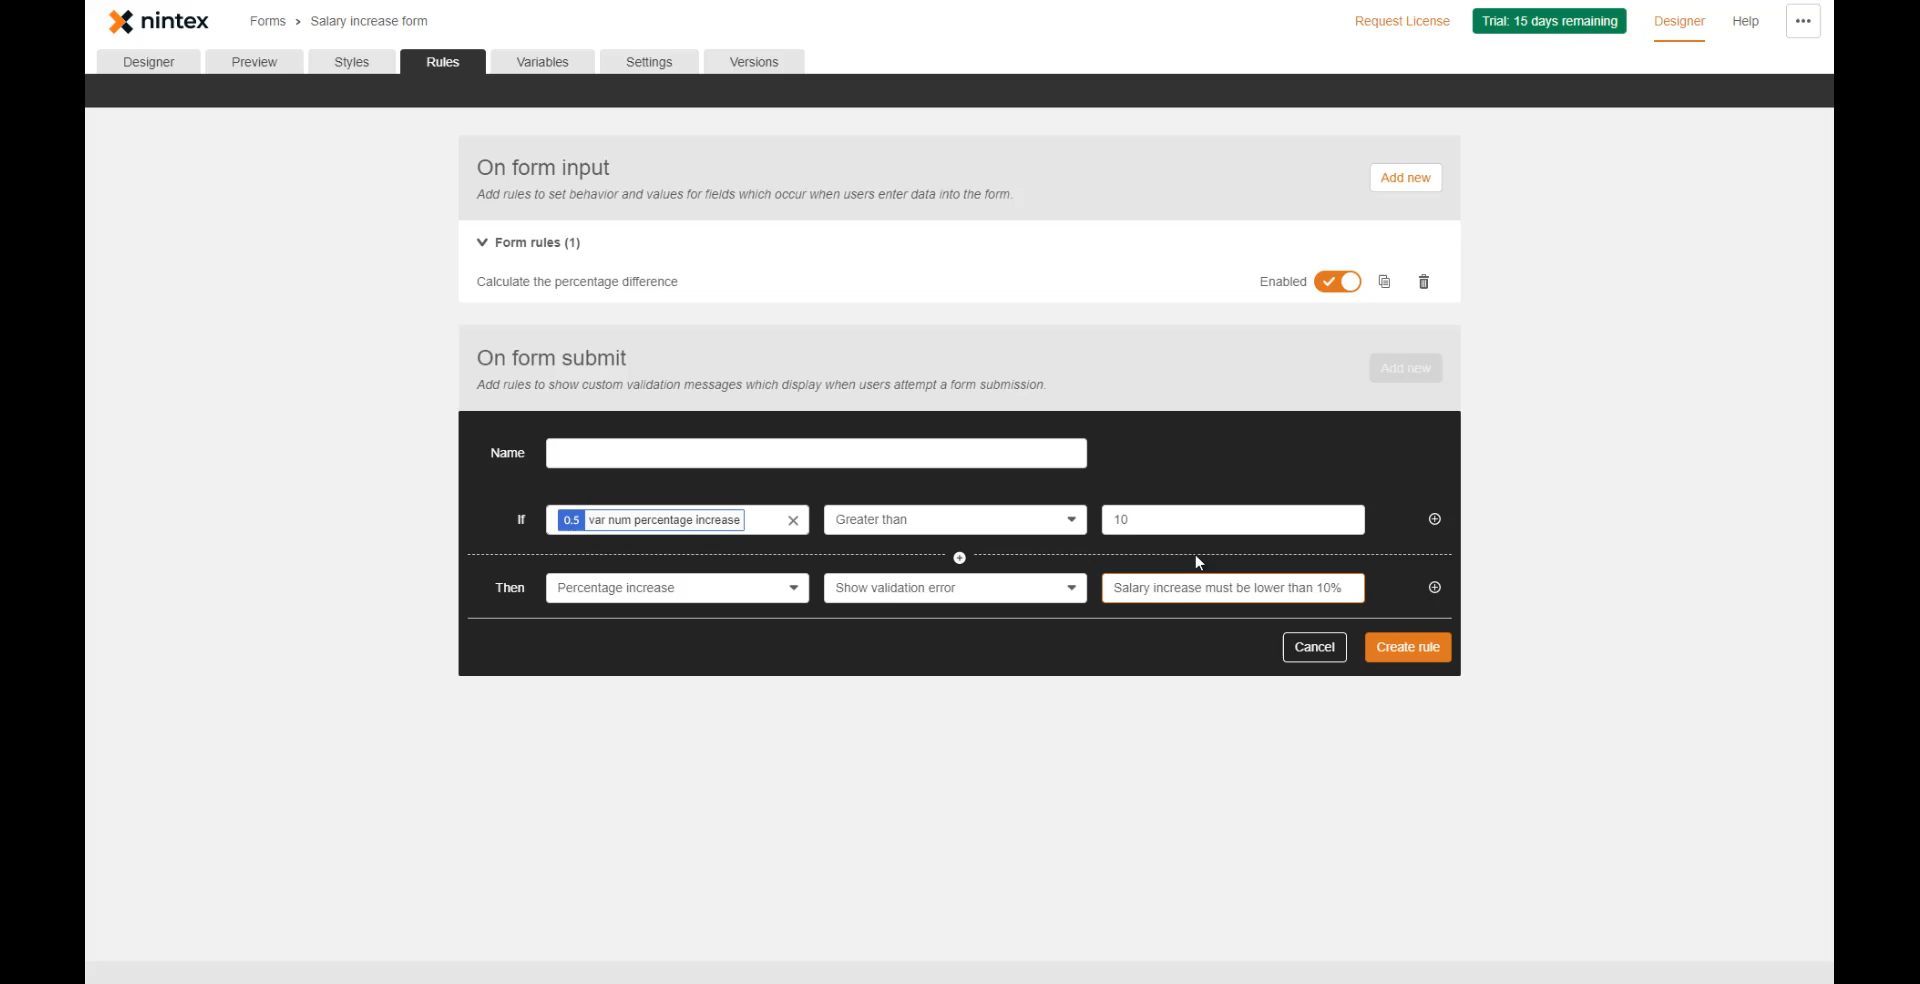 nintex
Forms > Salary increase form
Request License
Trial: 15 days remaining
Designer
Help
Designer
Preview
Styles
Rules
Variables
Settings
Versions
On form input
Add rules to set behavior and values for fields which occur when users enter data into the form.
Add new
Form rules (1)
Calculate the percentage difference
Enabled
On form submit
Add rules to show custom validation messages which display when users attempt a form submission.
Add new
Name
If
0.5 var num percentage increase
Greater than
10
Then
Percentage increase
Show validation error
Salary increase must be lower than 10%
Cancel
Create rule